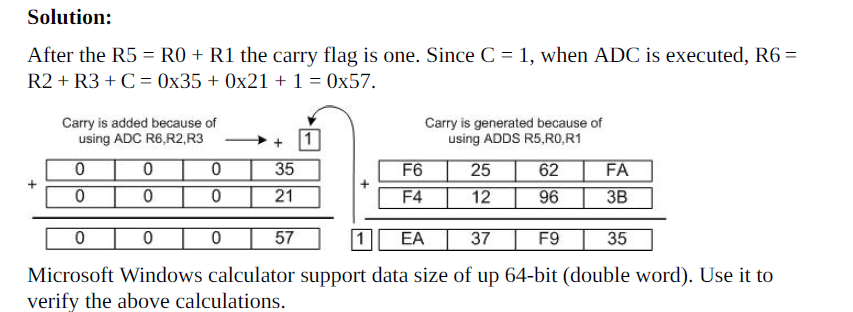 Solution:
After the R5 = R0 + R1 the carry flag is one. Since C = 1, when ADC is executed, R6 =
R2 + R3 + C = 0x35 + 0x21 + 1 = 0x57.
Carry is added because of
using ADC R6,R2,R3
+ 1
Carry is generated because of
using ADDS R5,R0,R1
0 0 0 35
+
0 0 0 21
0 0 0 57
F6 25 62 FA
+
F4 12 96 3B
1 EA 37 F9 35
Microsoft Windows calculator support data size of up 64-bit (double word). Use it to
verify the above calculations.